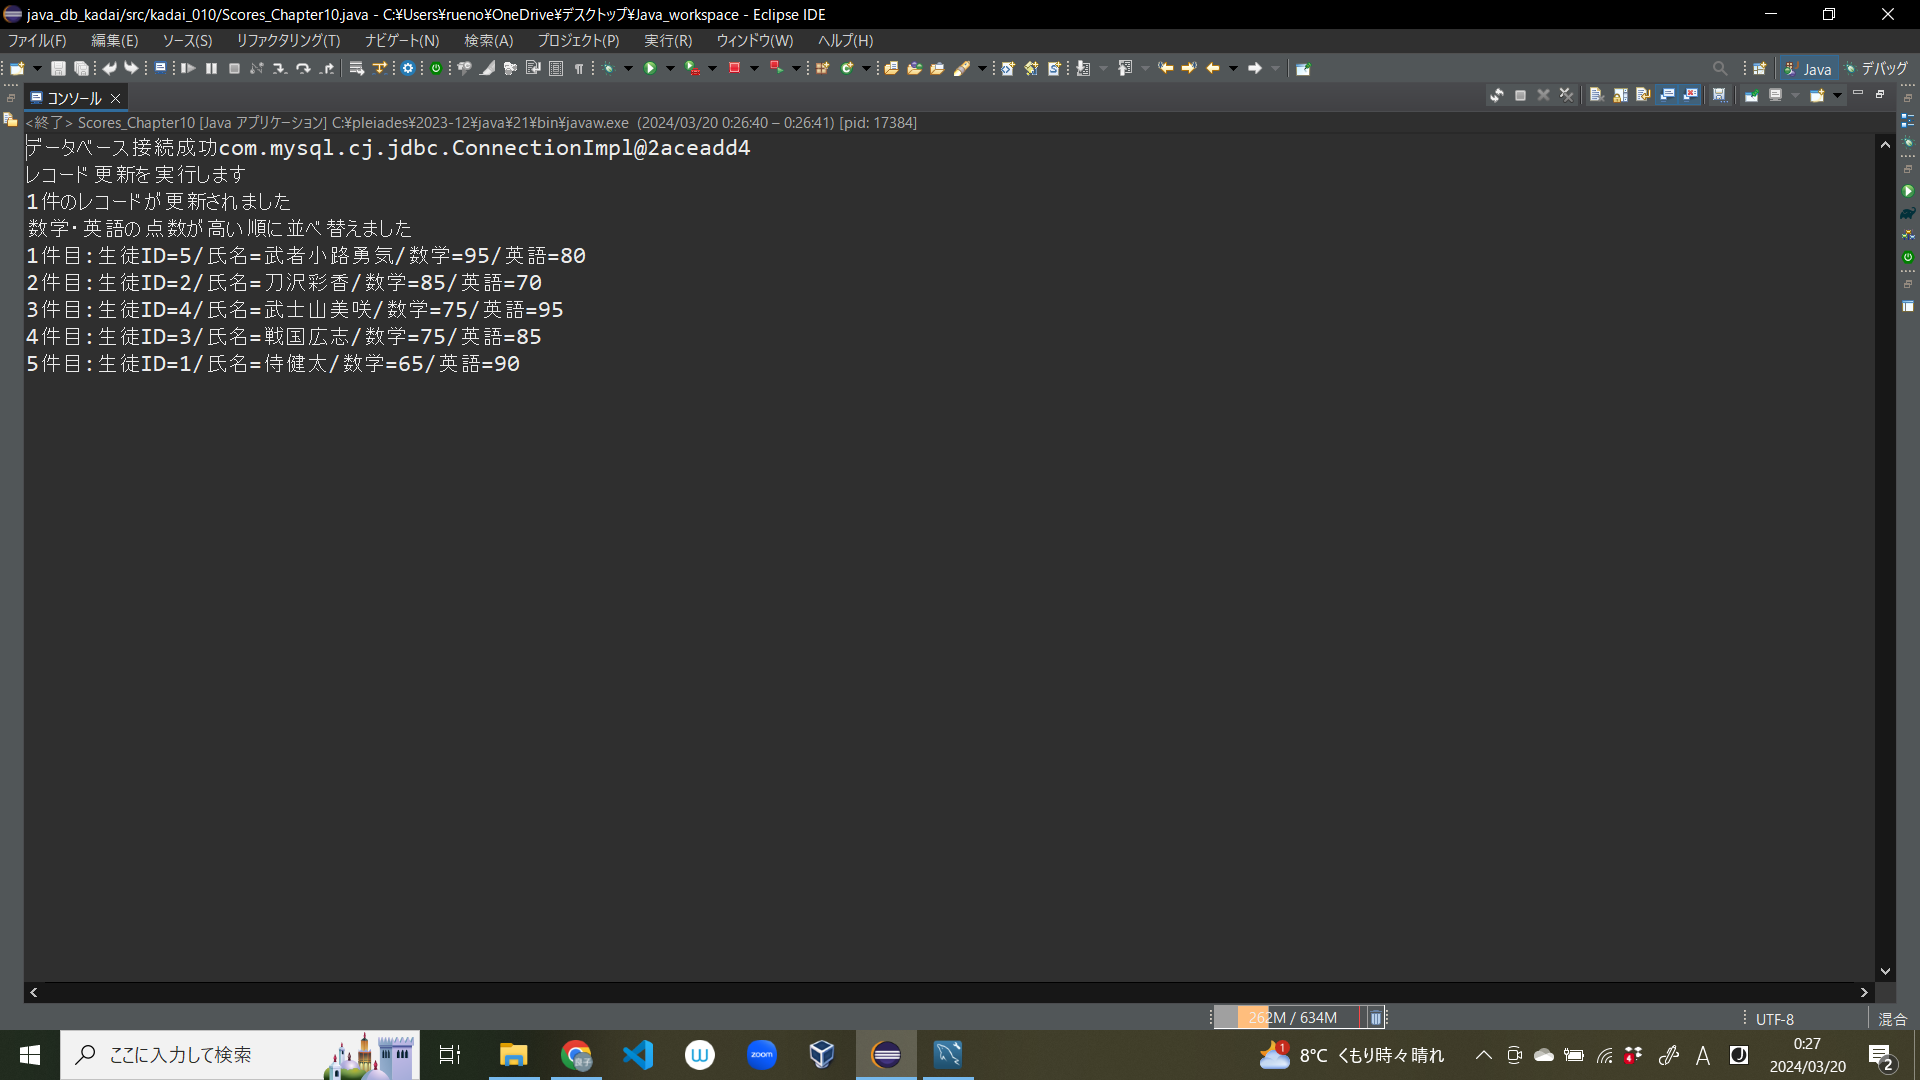 java_db_kadai/src/kadai_010/Scores_Chapter10.java - C:¥Users¥rueno¥OneDrive¥デスクトップ¥Java_workspace - Eclipse IDE
ファイル(F) 編集(E) ソース(S) リファクタリング(T) ナビゲート(N) 検索(A) プロジェクト(P) 実行(R) ウィンドウ(W) ヘルプ(H)
Java デバッグ
コンソール
<終了> Scores_Chapter10 [Java アプリケーション] C:¥pleiades¥2023-12¥java¥21¥bin¥javaw.exe (2024/03/20 0:26:40 – 0:26:41) [pid: 17384]
データベース接続成功com.mysql.cj.jdbc.ConnectionImpl@2aceadd4
レコード更新を実行します
1件のレコードが更新されました
数学・英語の点数が高い順に並べ替えました
1件目:生徒ID=5/氏名=武者小路勇気/数学=95/英語=80
2件目:生徒ID=2/氏名=刀沢彩香/数学=85/英語=70
3件目:生徒ID=4/氏名=武士山美咲/数学=75/英語=95
4件目:生徒ID=3/氏名=戦国広志/数学=75/英語=85
5件目:生徒ID=1/氏名=侍健太/数学=65/英語=90
262M / 634M
UTF-8
混合
ここに入力して検索
zoom
8°C くもり時々晴れ
A
0:27
2024/03/20
2